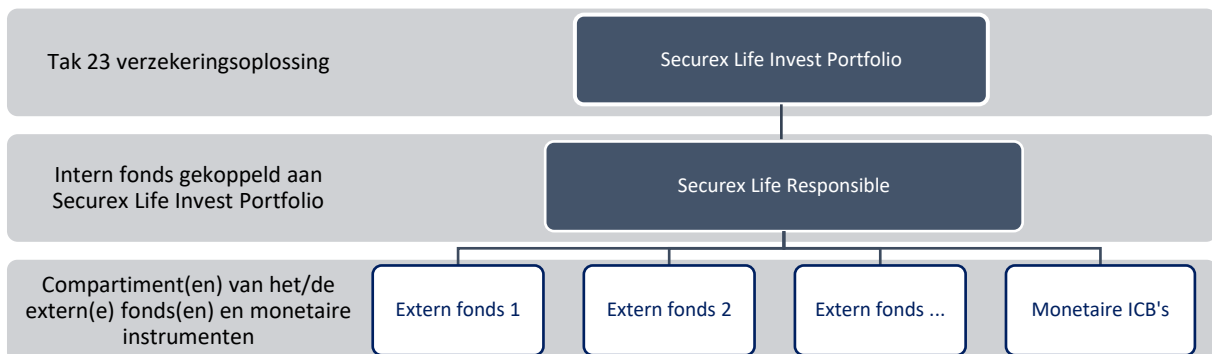 Tak 23 verzekeringsoplossing
Securex Life Invest Portfolio
Intern fonds gekoppeld aan
Securex Life Invest Portfolio
Securex Life Responsible
Compartiment(en) van het/de
extern(e) fonds(en) en monetaire
instrumenten
Extern fonds 1
Extern fonds 2
Extern fonds ...
Monetaire ICB's